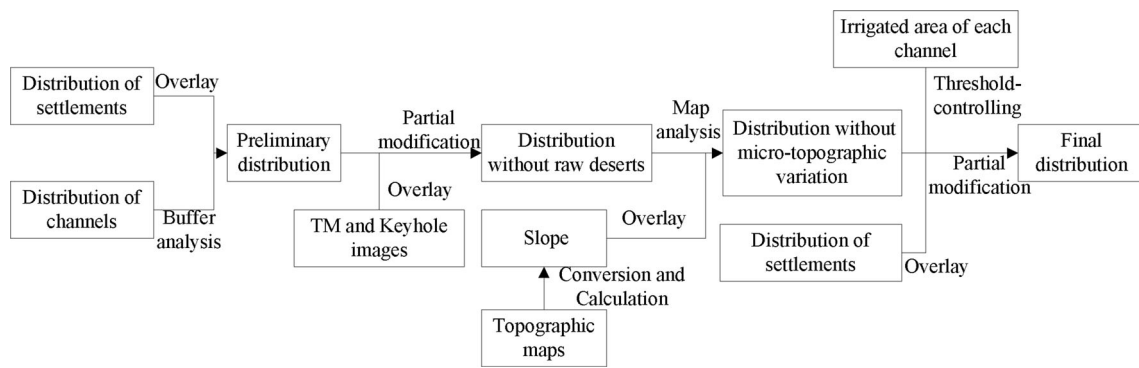 Irrigated area of each
channel
Distribution of
settlements
Overlay
Threshold-
controlling
Map
analysis
Partial
modification
Preliminary
distribution
Distribution
without raw deserts
Distribution without
micro-topographic
variation
Final
distribution
Partial
modification
Overlay
Distribution of
channels
Buffer
analysis
TM and Keyhole
images
Slope
Overlay
Distribution of
settlements
Overlay
Conversion and
Calculation
Topographic
maps